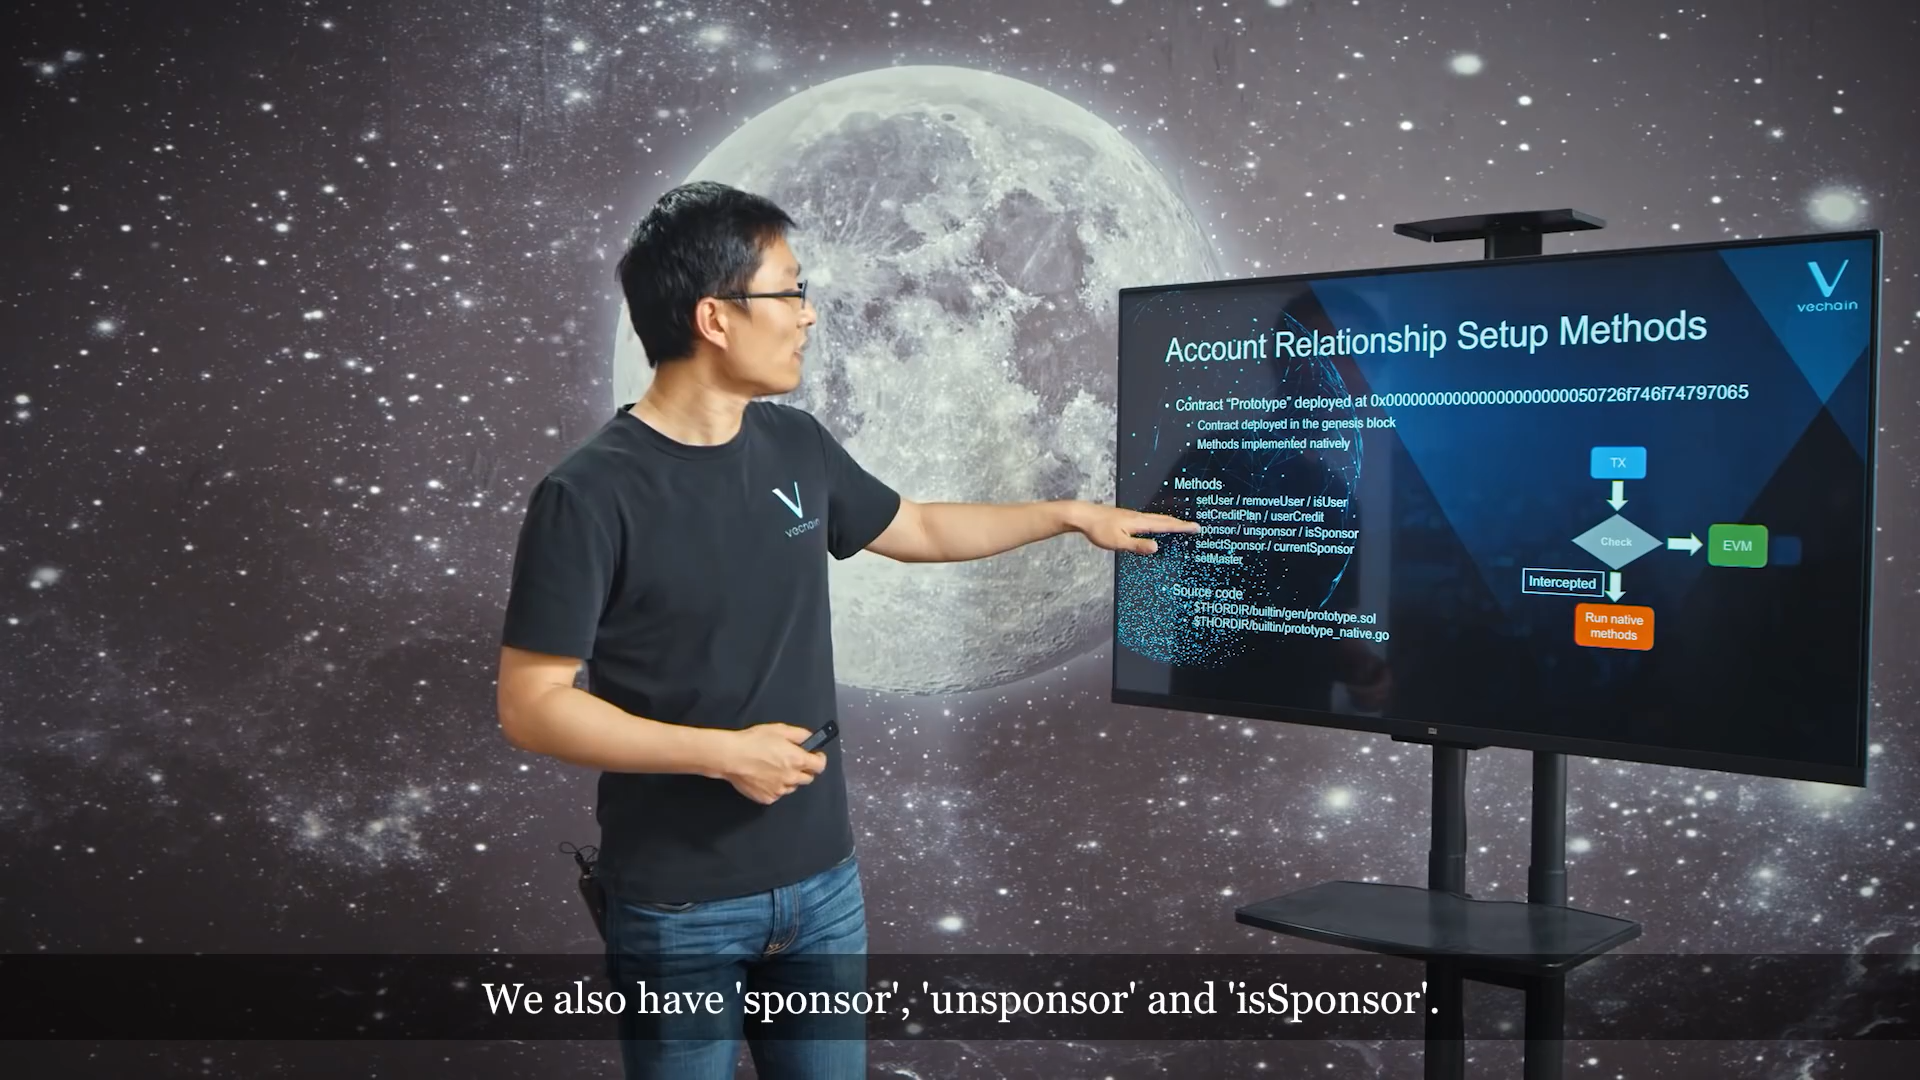 V
vechain
Account Relationship Setup Methods
• Contract “Prototype” deployed at 0x000000000000000000000050726f746f74797065
• Contract deployed in the genesis block
• Methods implemented natively
• Methods
• setUser / removeUser / isUser
• setCreditPlan / userCredit
• sponsor / unsponsor / isSponsor
• selectSponsor / currentSponsor
• setMaster
• Source code
• $THORDIR/builtin/gen/prototype.sol
• $THORDIR/builtin/prototype_native.go
TX
Check
EVM
Intercepted
Run native
methods
V
vechain
We also have 'sponsor', 'unsponsor' and 'isSponsor'.